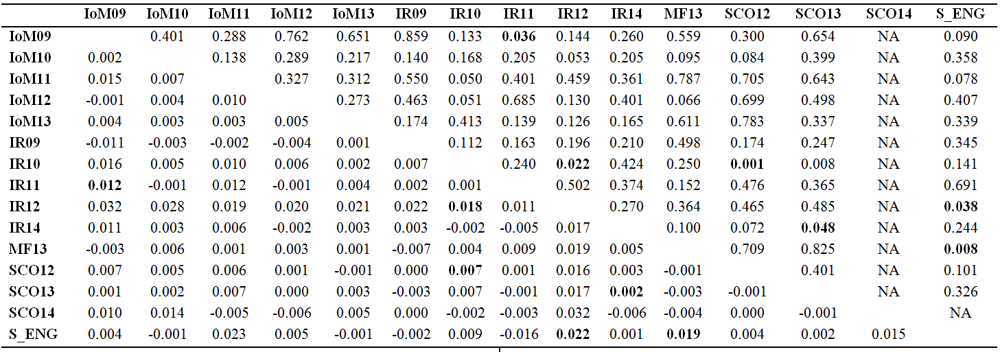 IoM09 IoM10 IoM11 IoM12 IoM13 IR09 IR10 IR11 IR12 IR14 MF13 SCO12 SCO13 SCO14 S_ENG
IoM09 0.401 0.288 0.762 0.651 0.859 0.133 0.036 0.144 0.260 0.559 0.300 0.654 NA 0.090
IoM10 0.002 0.138 0.289 0.217 0.140 0.168 0.205 0.053 0.205 0.095 0.084 0.399 NA 0.358
IoM11 0.015 0.007 0.327 0.312 0.550 0.050 0.401 0.459 0.361 0.787 0.705 0.643 NA 0.078
IoM12 -0.001 0.004 0.010 0.273 0.463 0.051 0.685 0.130 0.401 0.066 0.699 0.498 NA 0.407
IoM13 0.004 0.003 0.003 0.005 0.174 0.413 0.139 0.126 0.165 0.611 0.783 0.337 NA 0.339
IR09 -0.011 -0.003 -0.002 -0.004 0.001 0.112 0.163 0.196 0.210 0.498 0.174 0.247 NA 0.345
IR10 0.016 0.005 0.010 0.006 0.002 0.007 0.240 0.022 0.424 0.250 0.001 0.008 NA 0.141
IR11 0.012 -0.001 0.012 -0.001 0.004 0.002 0.001 0.502 0.374 0.152 0.476 0.365 NA 0.691
IR12 0.032 0.028 0.019 0.020 0.021 0.022 0.018 0.011 0.270 0.364 0.465 0.485 NA 0.038
IR14 0.011 0.003 0.006 -0.002 0.003 0.003 -0.002 -0.005 0.017 0.100 0.072 0.048 NA 0.244
MF13 -0.003 0.006 0.001 0.003 0.001 -0.007 0.004 0.009 0.019 0.005 0.709 0.825 NA 0.008
SCO12 0.007 0.005 0.006 0.001 -0.001 0.000 0.007 0.001 0.016 0.003 -0.001 0.401 NA 0.101
SCO13 0.001 0.002 0.007 0.000 0.003 -0.003 0.007 -0.001 0.017 0.002 -0.003 -0.001 NA 0.326
SCO14 0.010 0.014 -0.005 -0.006 0.005 0.000 -0.002 -0.003 0.032 -0.006 -0.004 0.000 -0.001 NA
S_ENG 0.004 -0.001 0.023 0.005 -0.001 -0.002 0.009 -0.016 0.022 0.001 0.019 0.004 0.002 0.015